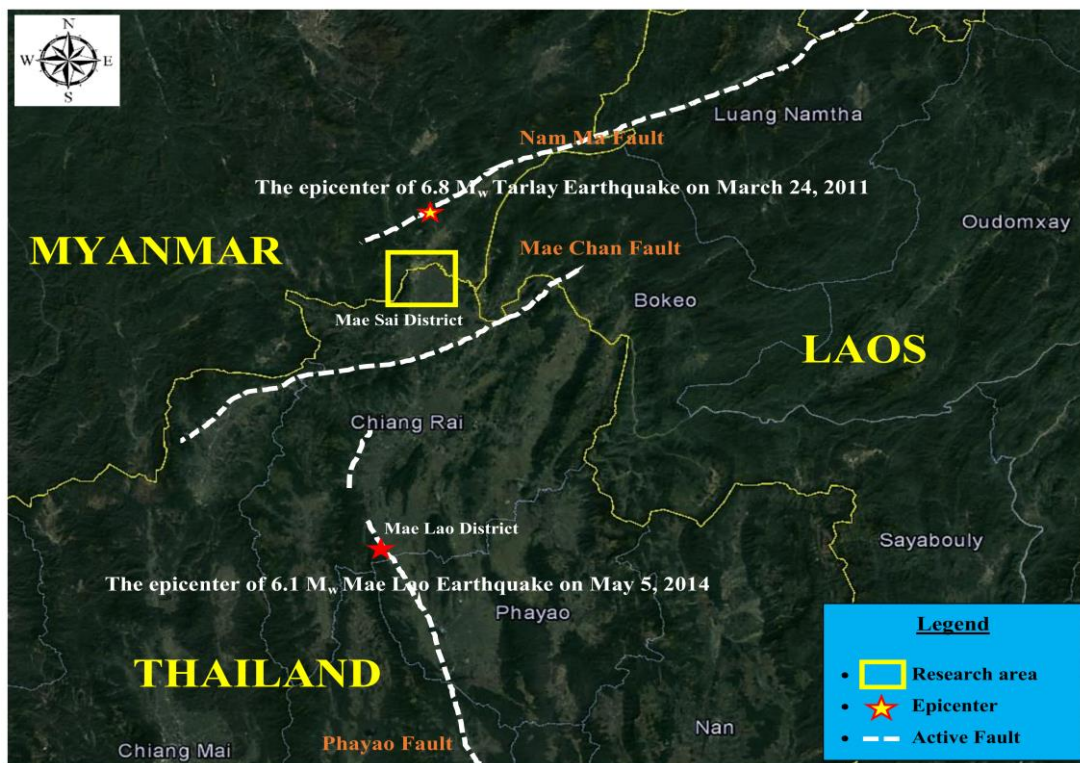 N
W E
S
Luang Namtha
Nam Ma Fault
The epicenter of 6.8 Mw Tarlay Earthquake on March 24, 2011
Oudomxay
MYANMAR
Mae Chan Fault
Bokeo
Mae Sai District
LAOS
Chiang Rai
Mae Lao District
Sayabouly
The epicenter of 6.1 Mw Mae Lao Earthquake on May 5, 2014
Phayao
THAILAND
Nan
Phayao Fault
Chiang Mai
Legend
• Research area
• Epicenter
• Active Fault